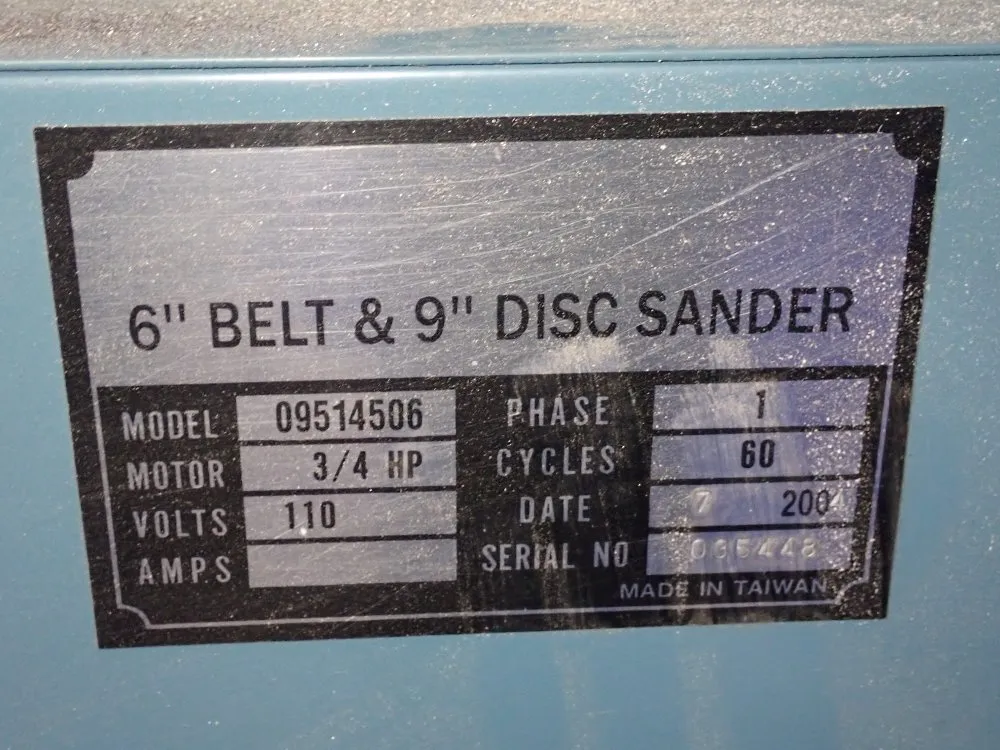 6" BELT & 9" DISC SANDER
MODEL 09514506 PHASE 1
MOTOR 3/4 HP CYCLES 60
VOLTS 110 DATE 7
AMPS SERIAL NO 035448
MADE IN TAIWAN